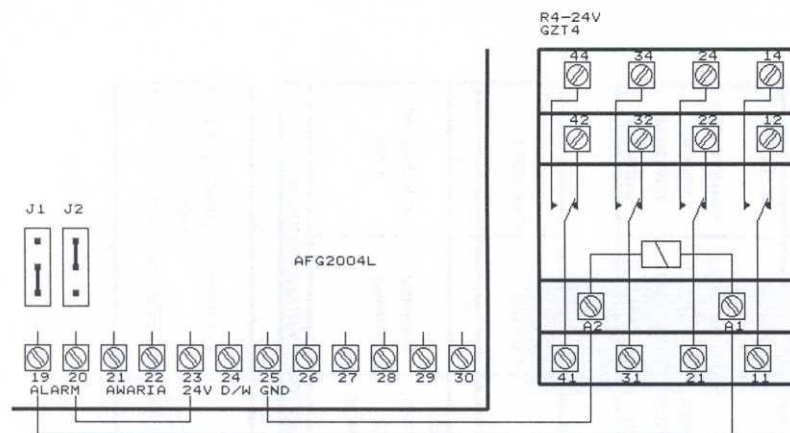 R4-24V
GZT4
44 34 24 14
42 32 22 12
J1 J2
AFG2004L
A2 A1
19 20 21 22 23 24 25 26 27 28 29 30
ALARM AWARIA 24V D/W GND
41 31 21 11